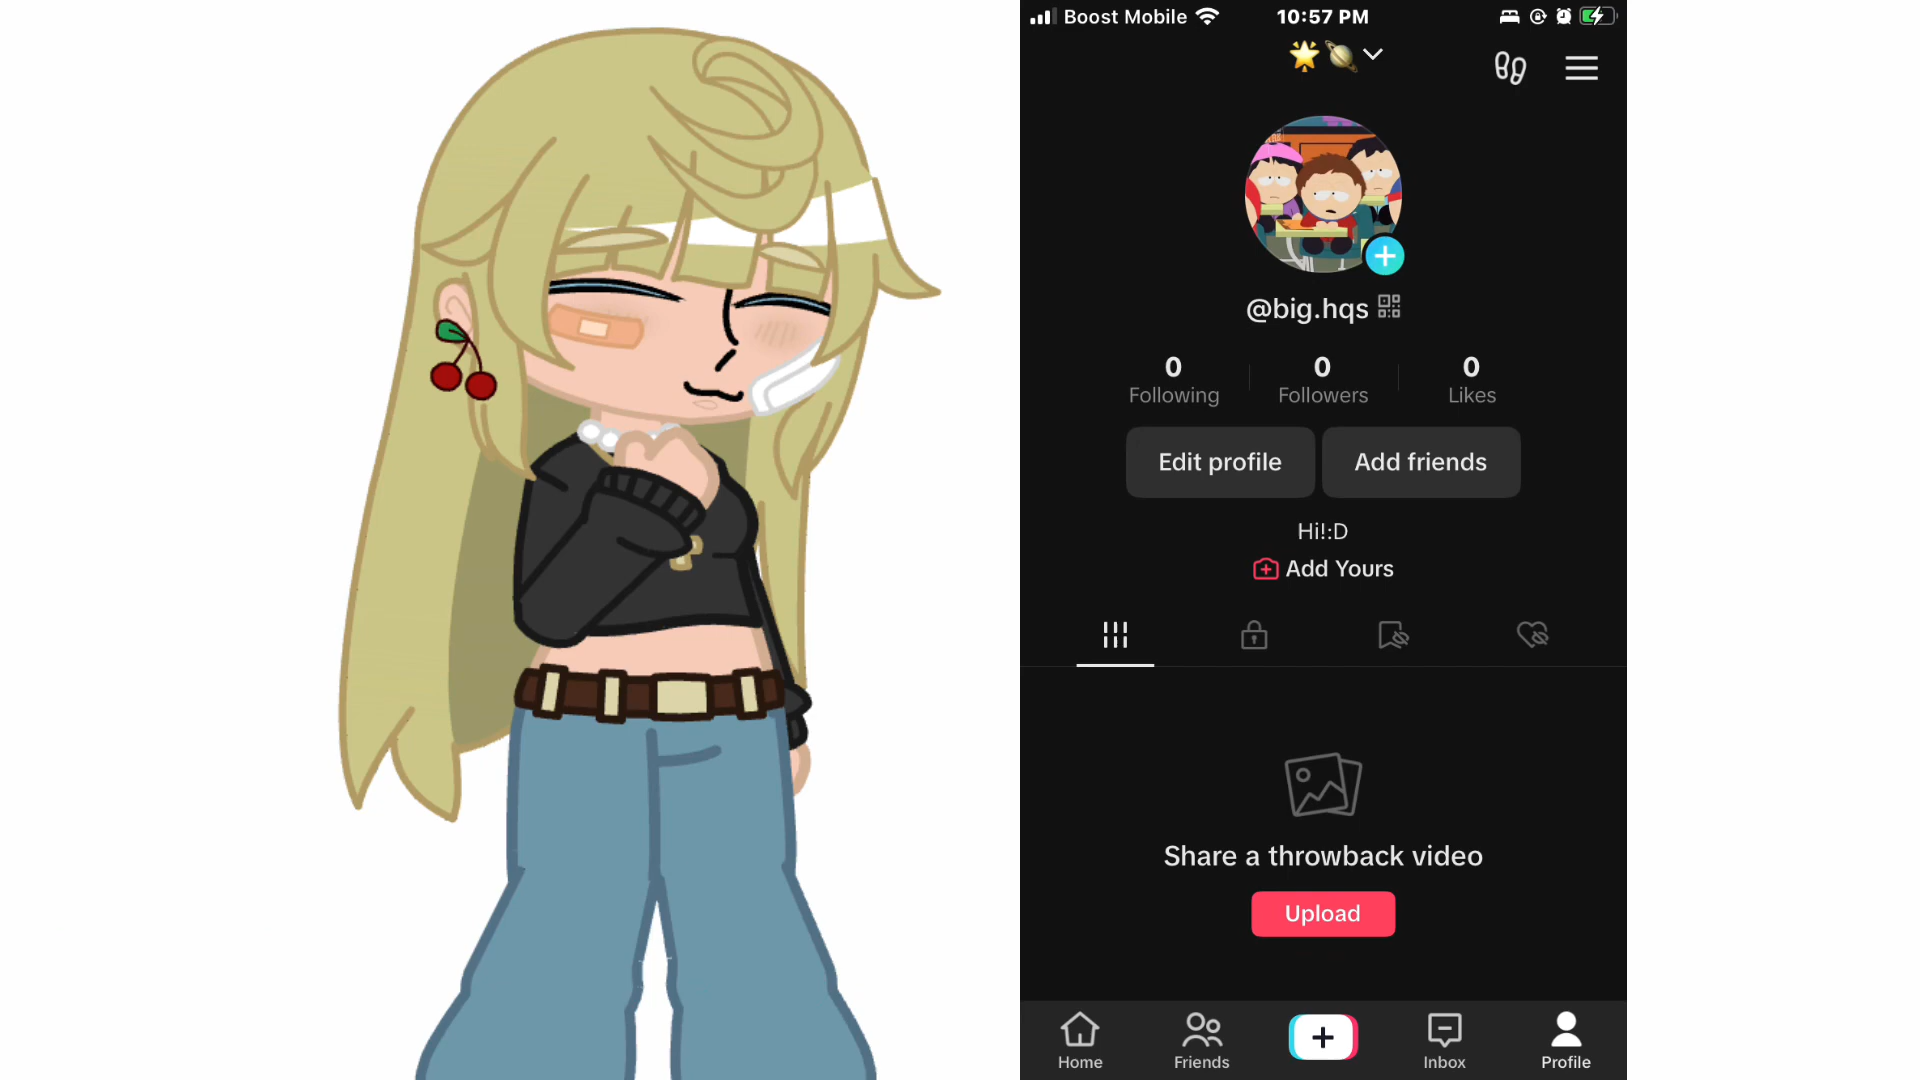 Boost Mobile 10:57 PM
@big.hqs
0 0 0
Following Followers Likes
Edit profile Add friends
Hi!:D
Add Yours
Share a throwback video
Upload
Home Friends Inbox Profile